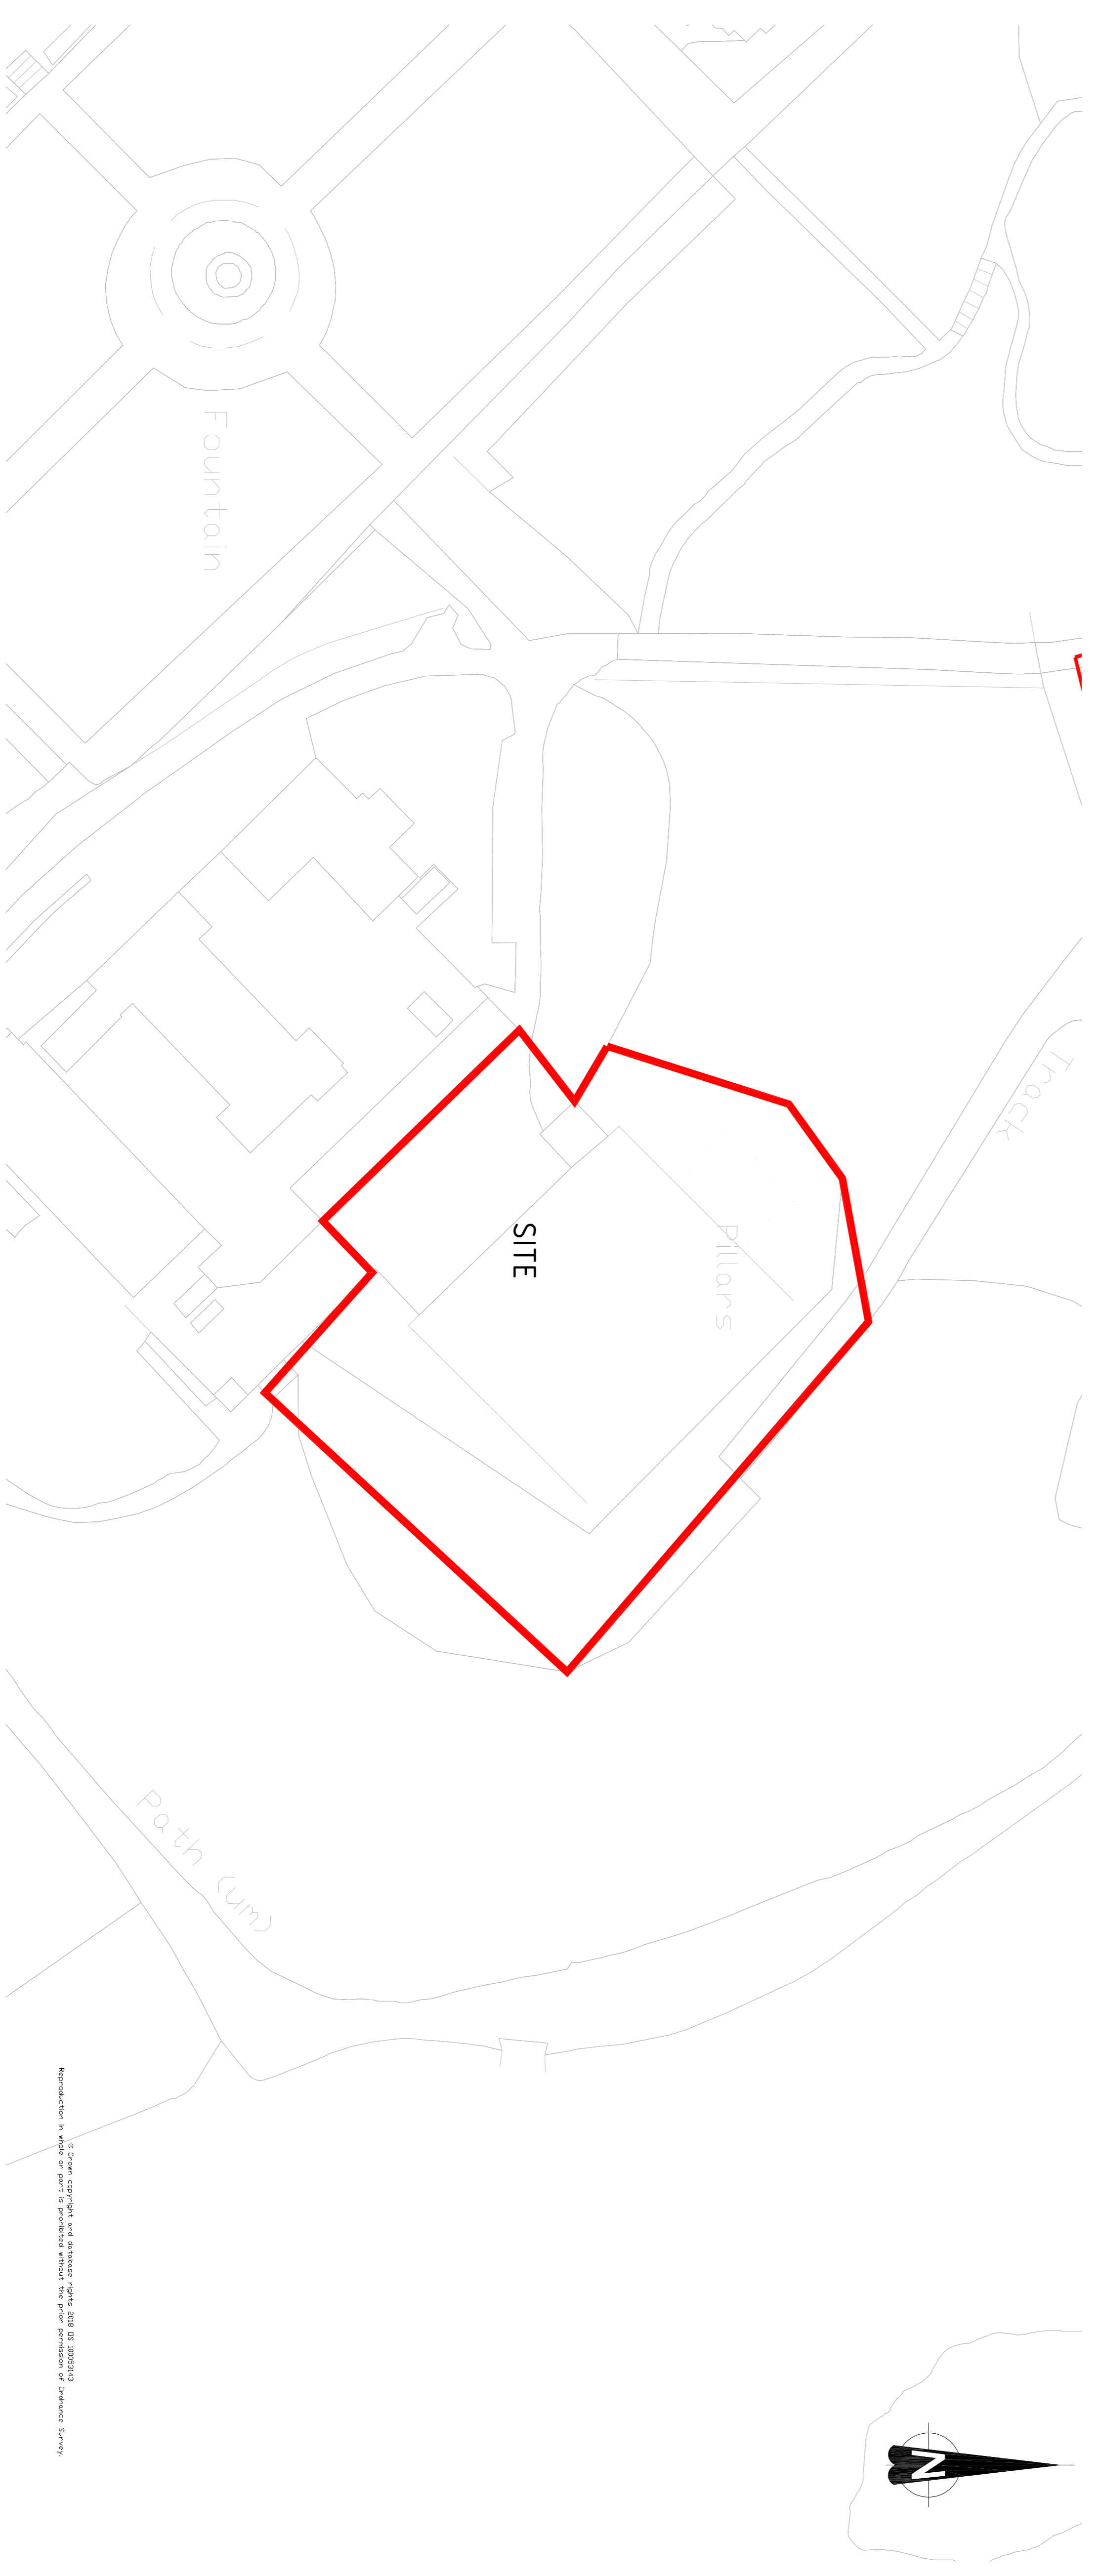 Fountain
Track
Pillars
SITE
Path (um)
© Crown copyright and database rights 2018 OS 100053143
Reproduction in whole or part is prohibited without the prior permission of Ordnance Survey.
N